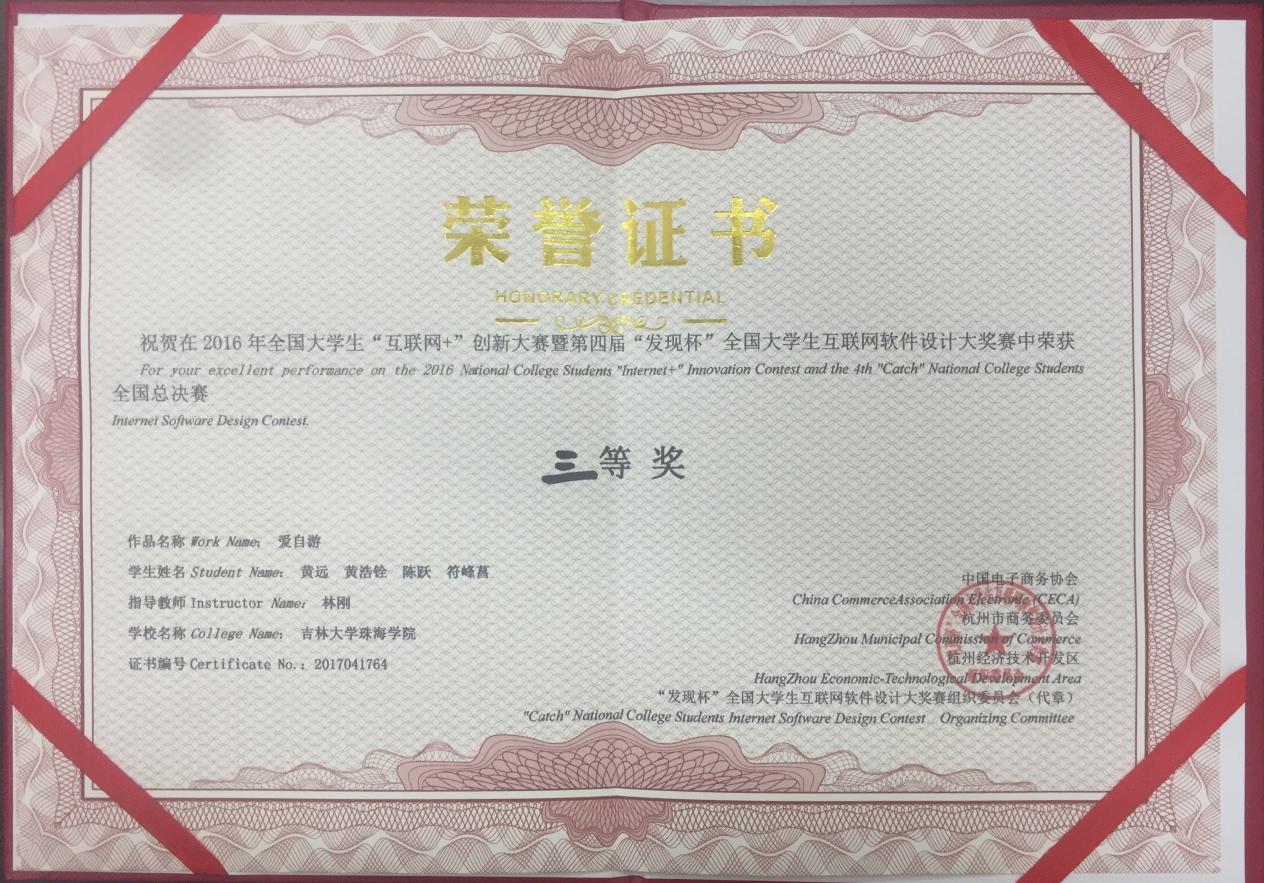 荣誉证书
HONORARY CREDENTIAL
祝贺在 2016 年全国大学生“互联网+”创新大赛暨第四届“发现杯”全国大学生互联网软件设计大奖赛中荣获
For your excellent performance on the 2016 National College Students "Internet+" Innovation Contest and the 4th "Catch" National College Students
全国总决赛
Internet Software Design Contest.
三等 奖
作品名称 Work Name： 爱自游
学生姓名 Student Name： 黄远 黄浩铨 陈跃 符峰菖
指导教师 Instructor Name： 林刚
学校名称 College Name： 吉林大学珠海学院
证书编号 Certificate No.：2017041764
中国电子商务协会
China CommerceAssociation Electronic (CECA)
杭州市商务委员会
HangZhou Municipal Commission of Commerce
杭州经济技术开发区
HangZhou Economic-Technological Development Area
“发现杯”全国大学生互联网软件设计大奖赛组织委员会（代章）
"Catch" National College Students Internet Software Design Contest Organizing Committee